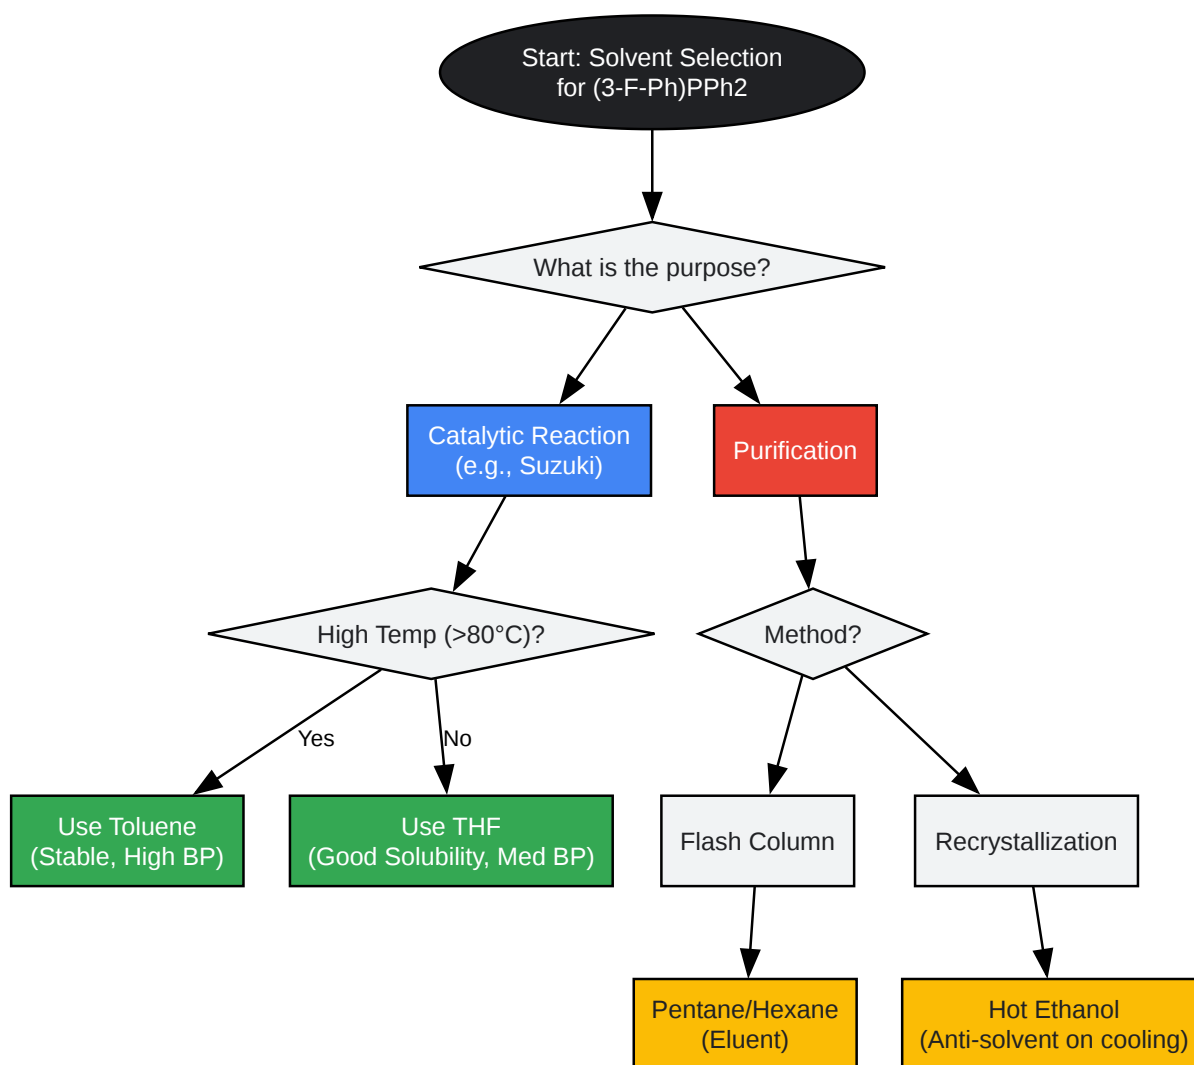 Start: Solvent Selection
for (3-F-Ph)PPh2
What is the purpose?
Catalytic Reaction
(e.g., Suzuki)
Purification
High Temp (>80°C)?
Method?
Yes
No
Use Toluene
(Stable, High BP)
Use THF
(Good Solubility, Med BP)
Flash Column
Recrystallization
Pentane/Hexane
(Eluent)
Hot Ethanol
(Anti-solvent on cooling)